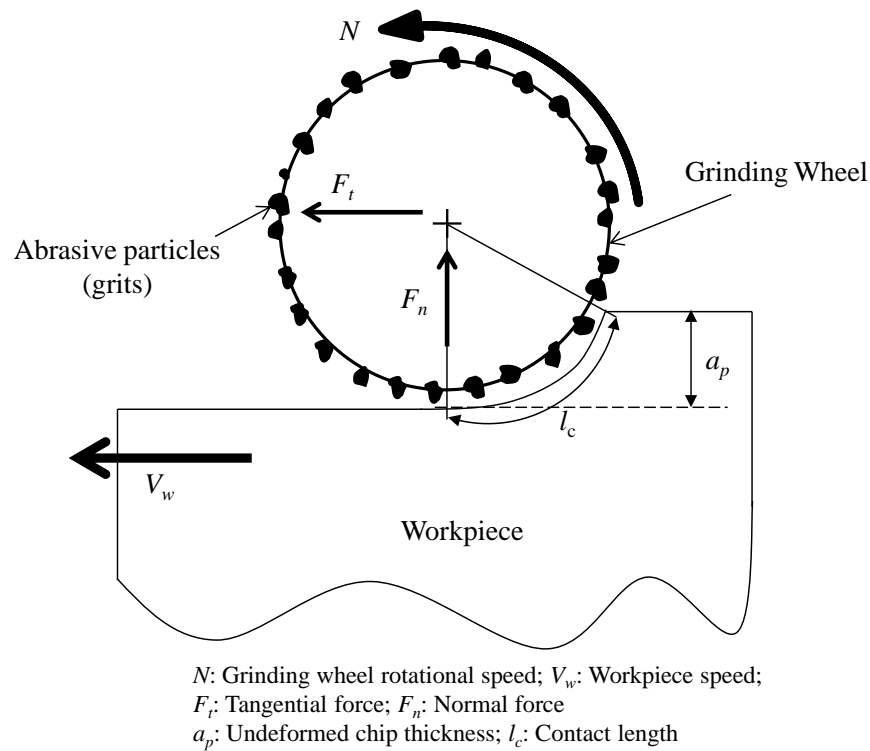 N
Grinding Wheel
F_t
Abrasive particles
(grits)
F_n
a_p
l_c
V_w
Workpiece
N: Grinding wheel rotational speed; V_w: Workpiece speed;
F_t: Tangential force; F_n: Normal force
a_p: Undeformed chip thickness; l_c: Contact length